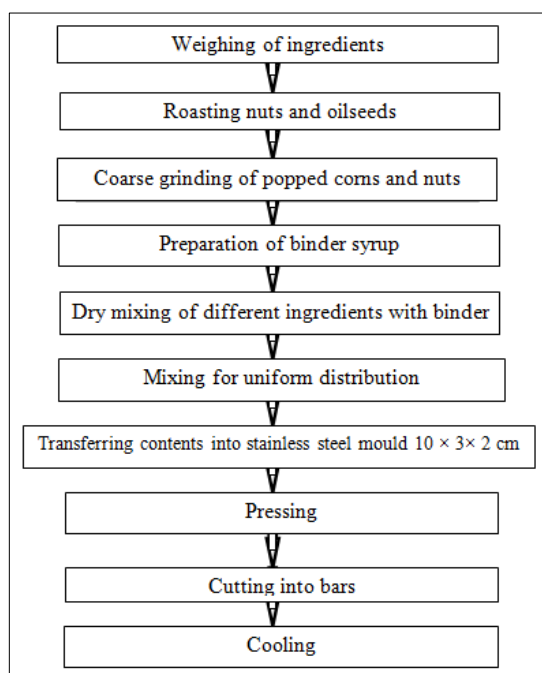 Weighing of ingredients
Roasting nuts and oilseeds
Coarse grinding of popped corns and nuts
Preparation of binder syrup
Dry mixing of different ingredients with binder
Mixing for uniform distribution
Transferring contents into stainless steel mould 10 × 3× 2 cm
Pressing
Cutting into bars
Cooling